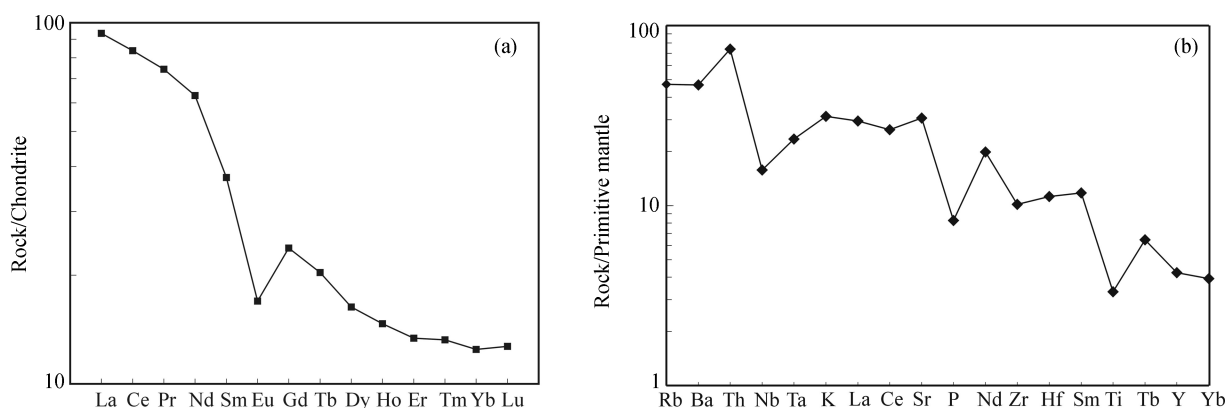 100
(a)
Rock/Chondrite
10
La Ce Pr Nd Sm Eu Gd Tb Dy Ho Er Tm Yb Lu
100
(b)
Rock/Primitive mantle
10
1
Rb Ba Th Nb Ta K La Ce Sr P Nd Zr Hf Sm Ti Tb Y Yb